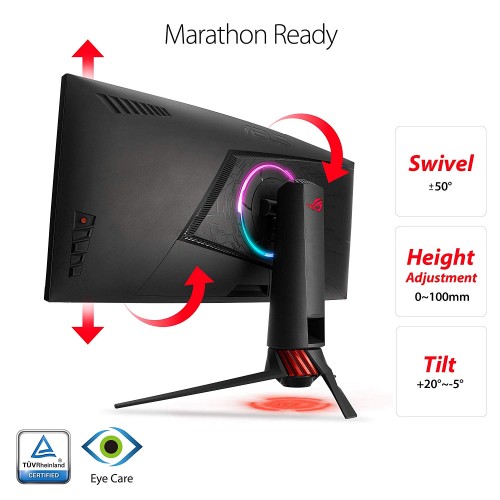 Marathon Ready
Swivel
±50°
Height
Adjustment
0~100mm
Tilt
+20°~-5°
TÜVRheinland
CERTIFIED
Eye Care